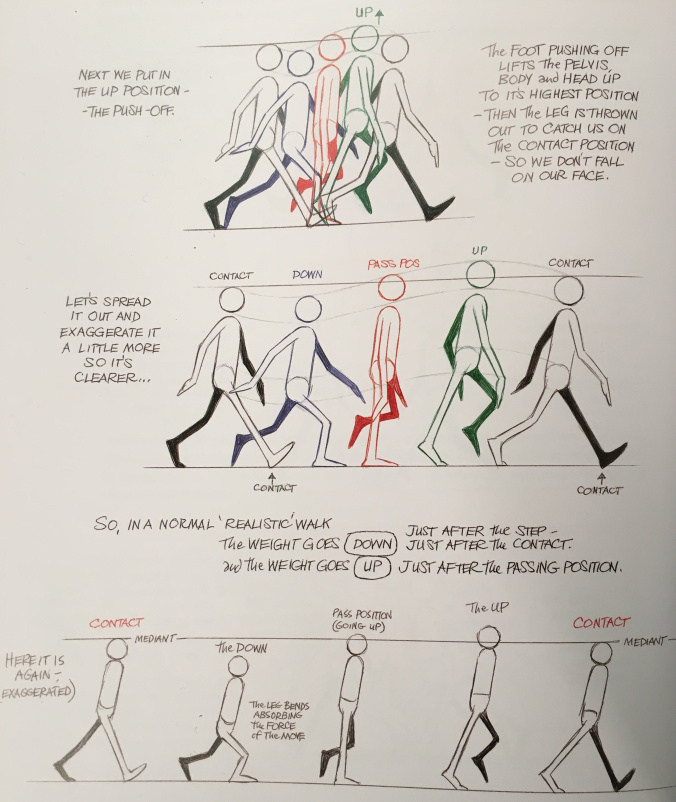 UP
NEXT WE PUT IN
THE UP POSITION -
- THE PUSH-OFF.
The FOOT PUSHING OFF
LIFTS The PELVIS,
BODY and HEAD UP
TO IT'S HIGHEST POSITION
- THEN The LEG IS THROWN
OUT TO CATCH US ON
The CONTACT POSITION
- SO WE DON'T FALL
ON OUR FACE.
LET'S SPREAD
IT OUT AND
EXAGGERATE IT
A LITTLE MORE
SO IT'S
CLEARER...
CONTACT
DOWN
PASS POS
UP
CONTACT
CONTACT
CONTACT
SO, IN A NORMAL 'REALISTIC' WALK
The WEIGHT GOES DOWN JUST AFTER the STEP -
JUST AFTER the CONTACT.
and the WEIGHT GOES UP JUST AFTER the PASSING POSITION.
HERE IT IS
AGAIN -
EXAGGERATED)
CONTACT
MEDIANT
The DOWN
The LEG BENDS
ABSORBING
The FORCE
of The MOVE
PASS POSITION
(GOING UP)
The UP
CONTACT
MEDIANT